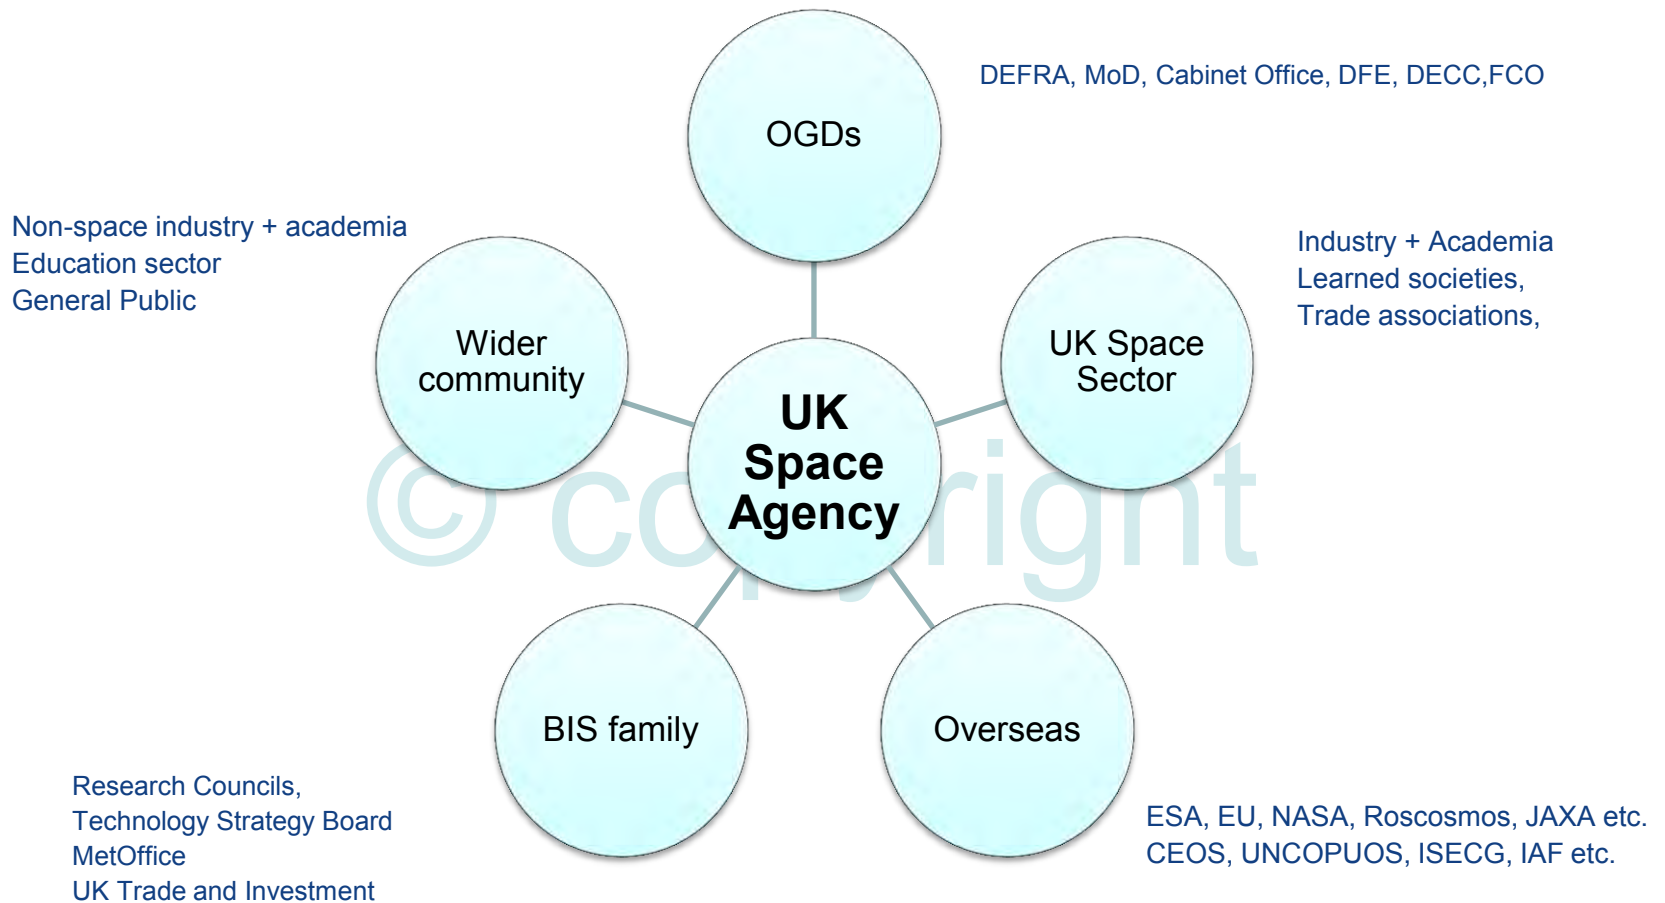 DEFRA, MoD, Cabinet Office, DFE, DECC,FCO
OGDs
Non-space industry + academia
Education sector
General Public
Industry + Academia
Learned societies,
Trade associations,
Wider
community
UK Space
Sector
UK
Space
Agency
© copyright
BIS family
Overseas
Research Councils,
Technology Strategy Board
MetOffice
UK Trade and Investment
ESA, EU, NASA, Roscosmos, JAXA etc.
CEOS, UNCOPUOS, ISECG, IAF etc.